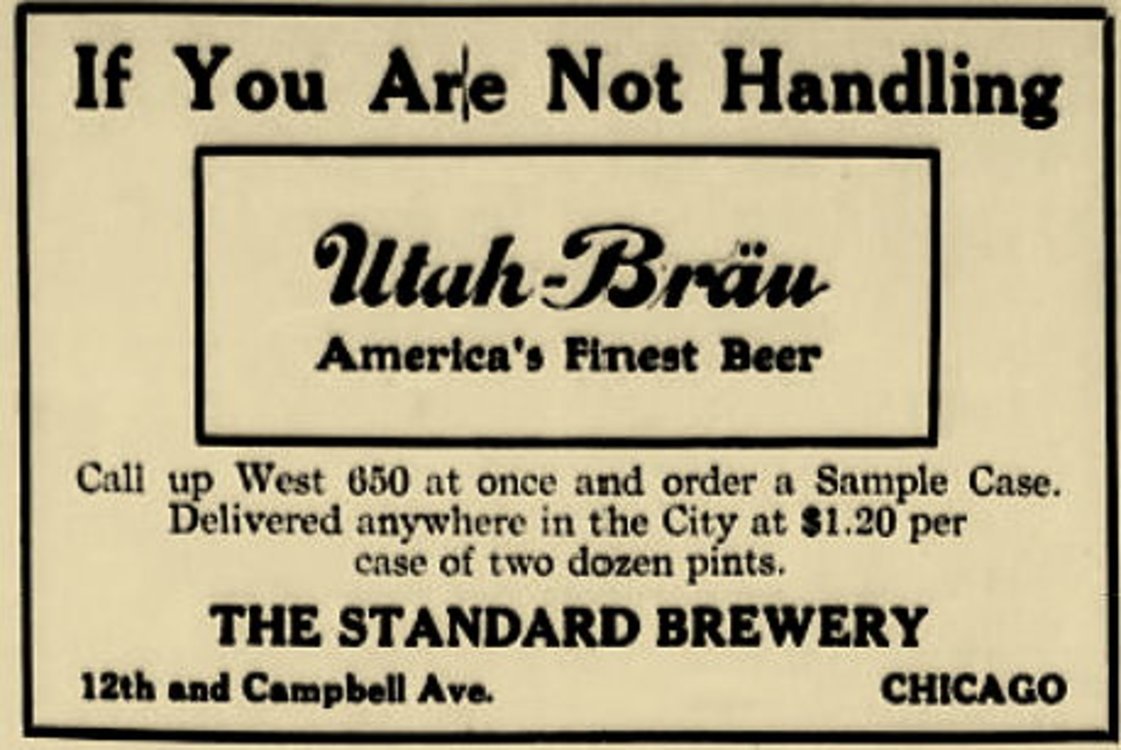 If You Are Not Handling
Utah-Bräu
America's Finest Beer
Call up West 650 at once and order a Sample Case.
Delivered anywhere in the City at $1.20 per
case of two dozen pints.
THE STANDARD BREWERY
12th and Campbell Ave. CHICAGO